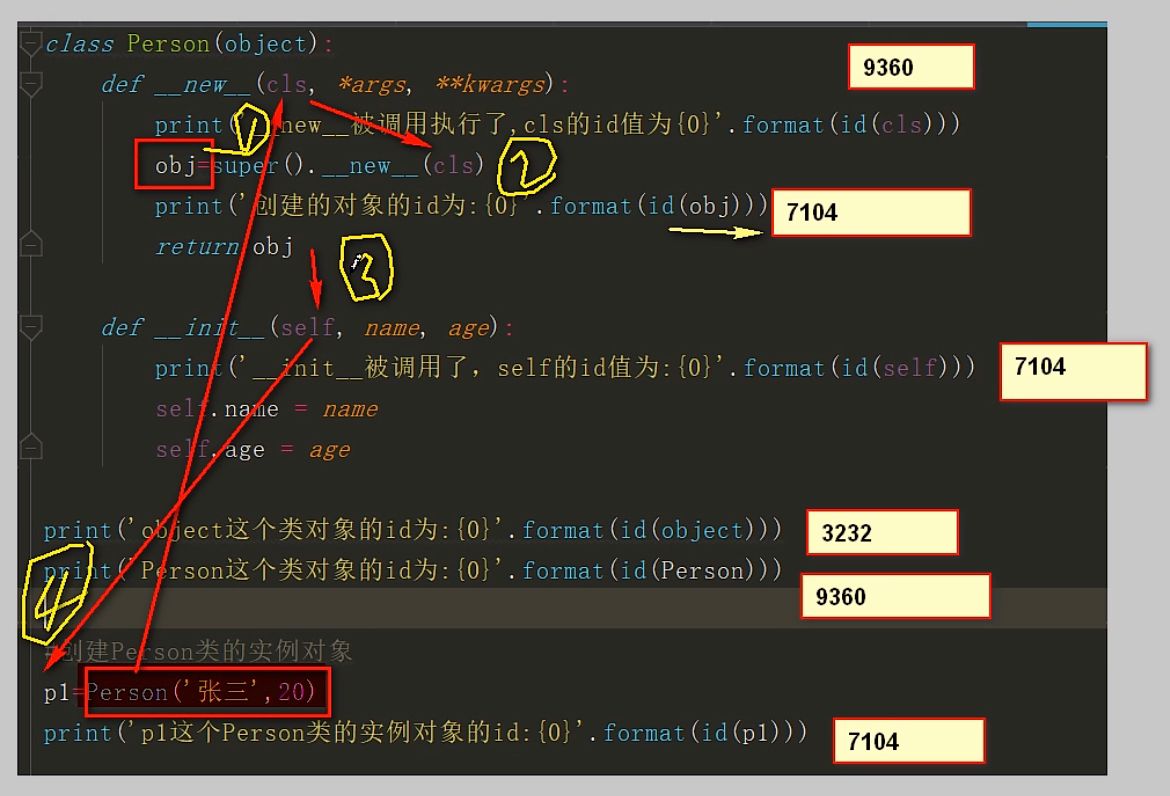 class Person(object):
9360
def __new__(cls, *args, **kwargs):
print('__new__被调用执行了,cls的id值为{0}'.format(id(cls)))
1
obj=super().__new__(cls)
2
print('创建的对象的id为:{0}'.format(id(obj)))
7104
return obj
3
def __init__(self, name, age):
print('__init__被调用了，self的id值为:{0}'.format(id(self)))
7104
self.name = name
self.age = age
print('object这个类对象的id为:{0}'.format(id(object)))
3232
print('Person这个类对象的id为:{0}'.format(id(Person)))
9360
4
#创建Person类的实例对象
p1=Person('张三',20)
print('p1这个Person类的实例对象的id:{0}'.format(id(p1)))
7104